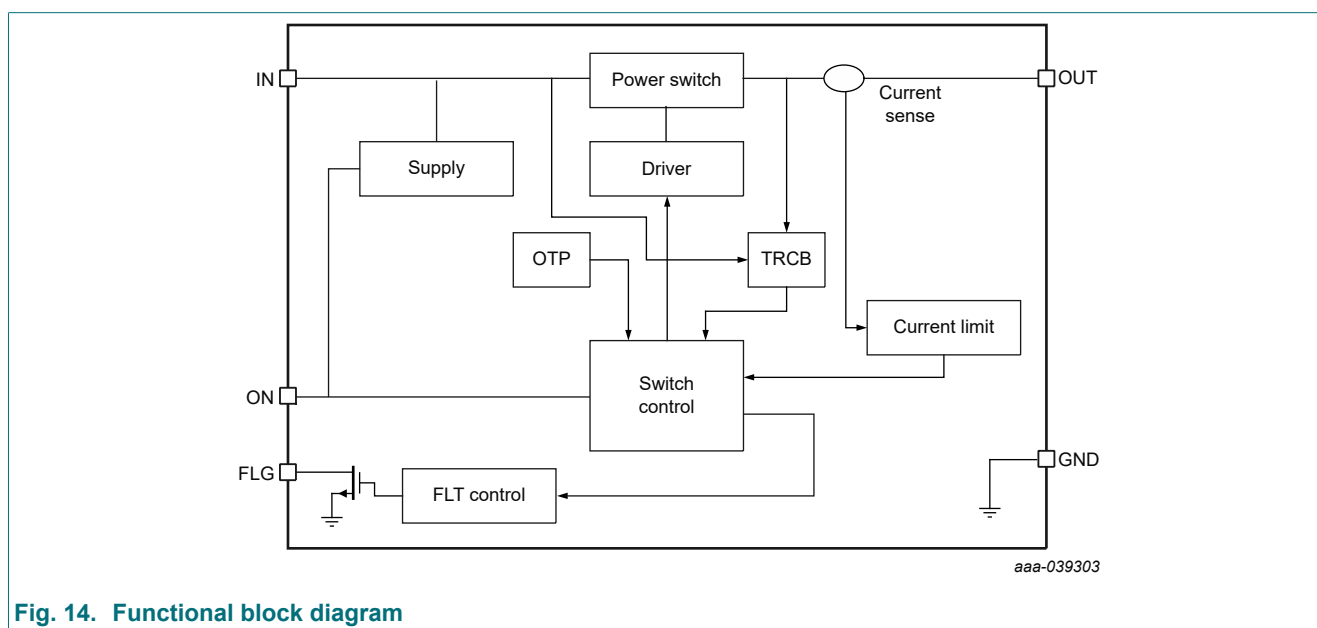 IN
Power switch
OUT
Current
sense
Supply
Driver
OTP
TRCB
Current limit
Switch
control
ON
FLG
GND
FLT control
aaa-039303
Fig. 14. Functional block diagram